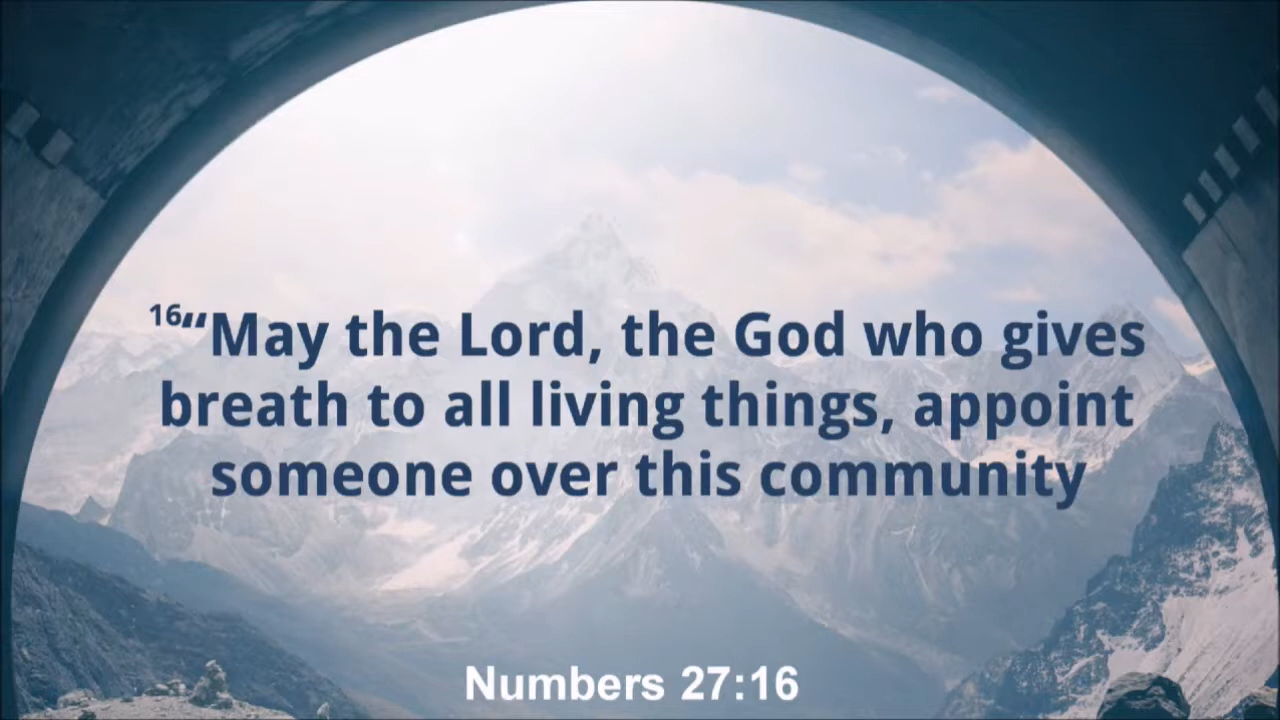 16“May the Lord, the God who gives
breath to all living things, appoint
someone over this community
Numbers 27:16